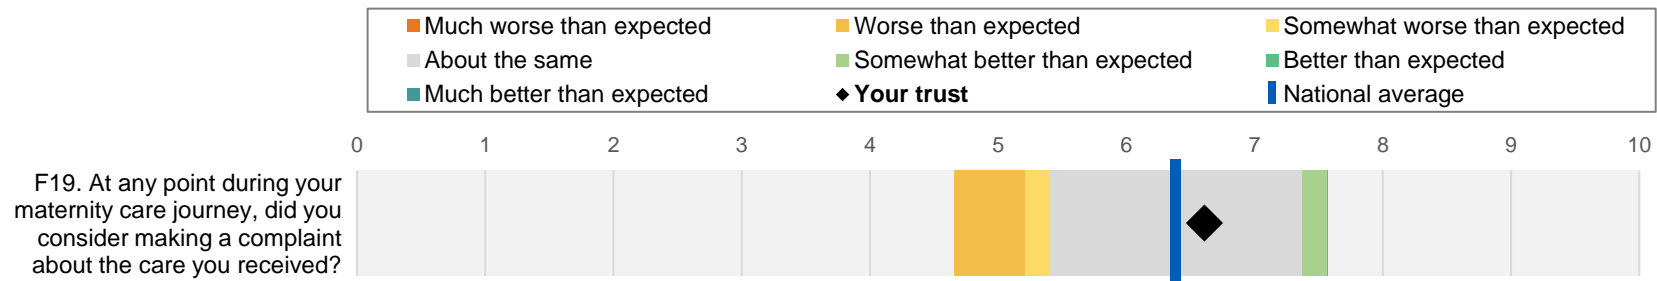 Much worse than expected Worse than expected Somewhat worse than expected
About the same Somewhat better than expected Better than expected
Much better than expected Your trust National average
0 1 2 3 4 5 6 7 8 9 10
F19. At any point during your
maternity care journey, did you
consider making a complaint
about the care you received?